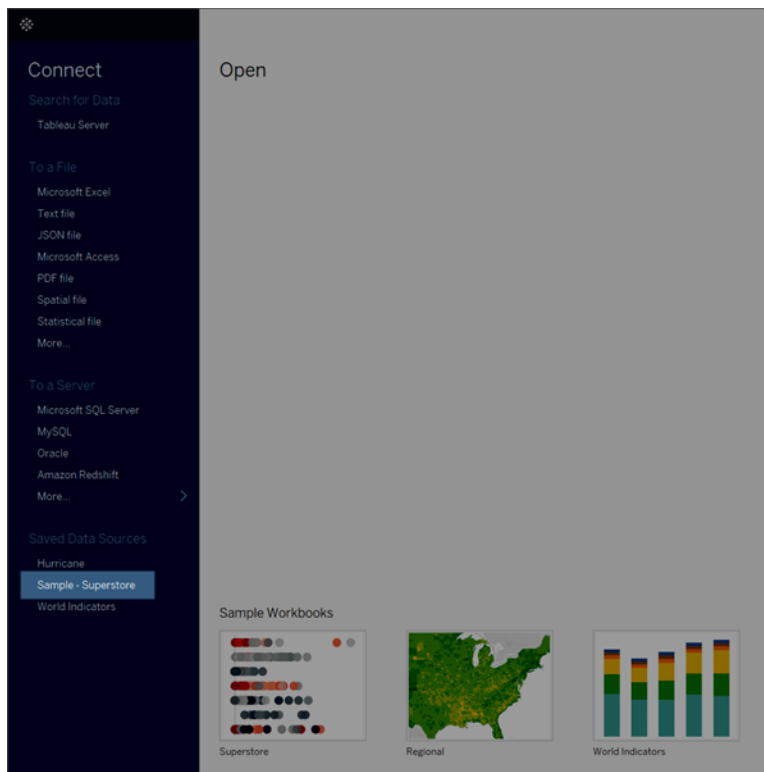 Connect
Search for Data
Tableau Server
To a File
Microsoft Excel
Text file
JSON file
Microsoft Access
PDF file
Spatial file
Statistical file
More...
To a Server
Microsoft SQL Server
MySQL
Oracle
Amazon Redshift
More...
Saved Data Sources
Hurricane
Sample - Superstore
World Indicators
Open
Sample Workbooks
Superstore
Regional
World Indicators